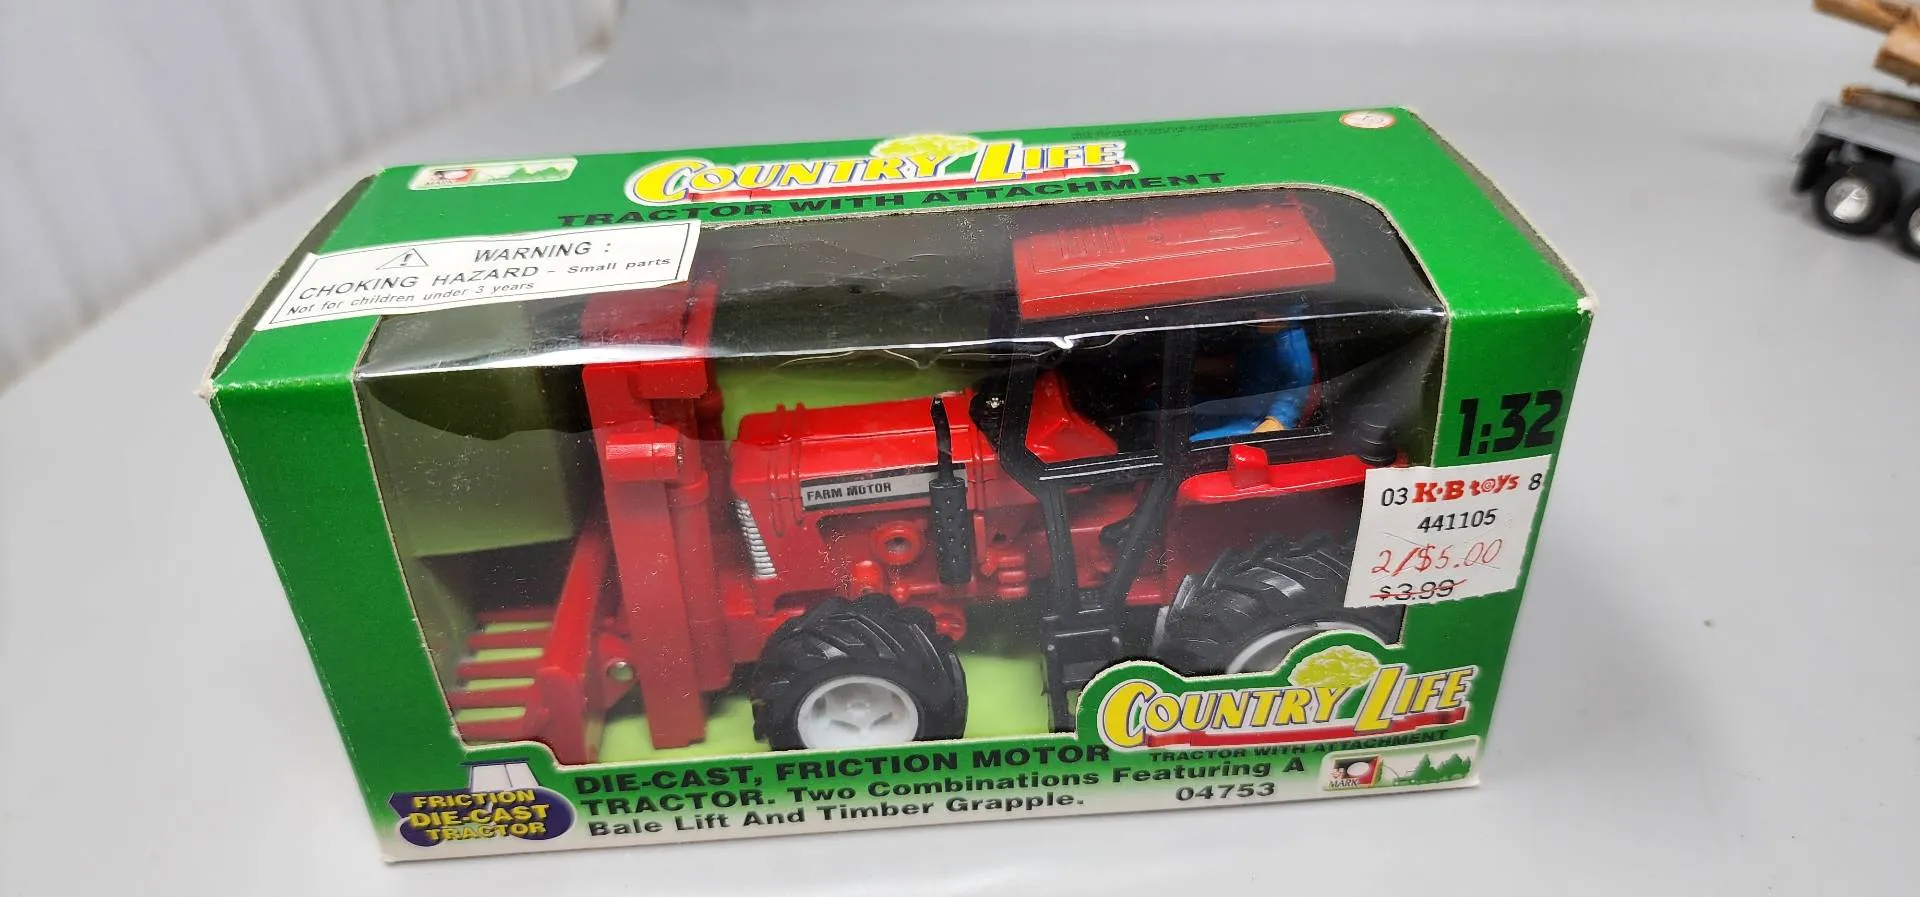 COUNTRY LIFE
TRACTOR WITH ATTACHMENT
MARK
WARNING :
CHOKING HAZARD - Small parts
Not for children under 3 years
1:32
FARM MOTOR
03 K·B toys 8
441105
2/$5.00
$3.99
COUNTRY LIFE
TRACTOR WITH ATTACHMENT
MARK
FRICTION
DIE-CAST
TRACTOR
DIE-CAST, FRICTION MOTOR
TRACTOR. Two Combinations Featuring A
Bale Lift And Timber Grapple.
04753